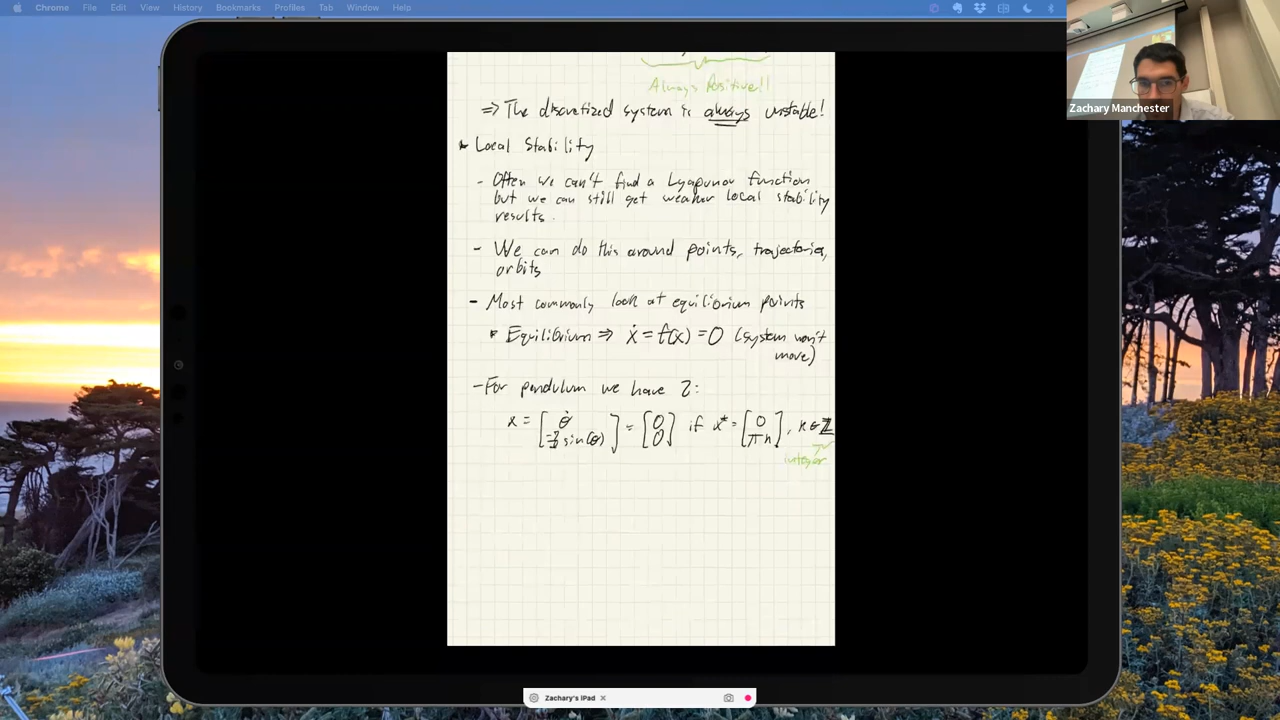 Chrome File Edit View History Bookmarks Profiles Tab Window Help
Zachary Manchester
Always Positive!!
⇒ The discretized system is always unstable!
Local Stability
- Often we can't find a Lyapunov function
but we can still get weaker local stability
results.
- We can do this around points, trajectories,
orbits
- Most commonly look at equilibrium points
Equilibrium ⇒ ẋ = f(x) = 0 (system won't
move)
- For pendulum we have 2:
x = [θ̇ ; -g/l sin(θ)] = [0 ; 0] if x* = [0 ; πn], n ∈ ℤ
integer
Zachary's iPad